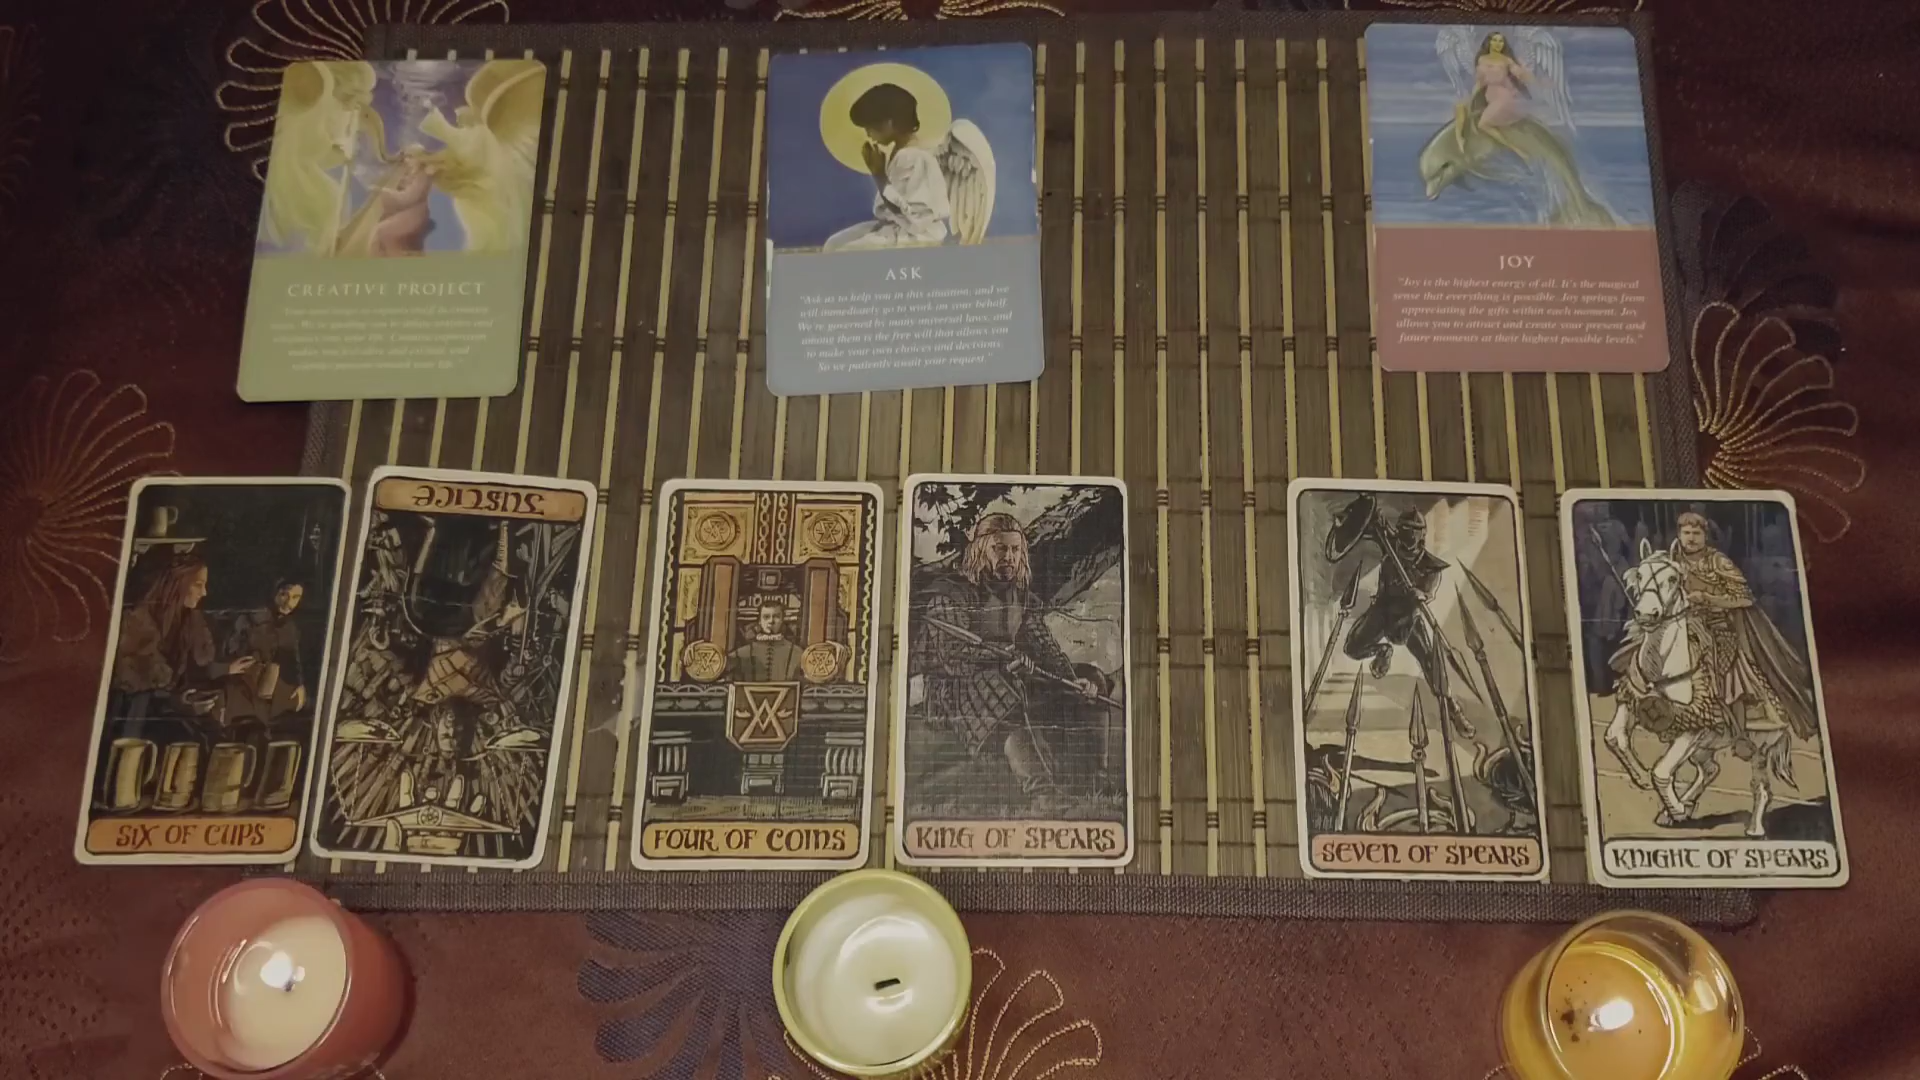 CREATIVE PROJECT
ASK
"Ask us to help you in this situation, and we
will immediately go to work on your behalf.
We're governed by many universal laws, and
among them is the free will that allows you
to make your own choices and decisions.
So we patiently await your request."
JOY
"Joy is the highest energy of all. It's the magical
sense that everything is possible. Joy springs from
appreciating the gifts within each moment. Joy
allows you to attract and create your present and
future moments at their highest possible levels."
SIX OF CUPS
JUSTICE
FOUR OF COINS
KING OF SPEARS
SEVEN OF SPEARS
KNIGHT OF SPEARS